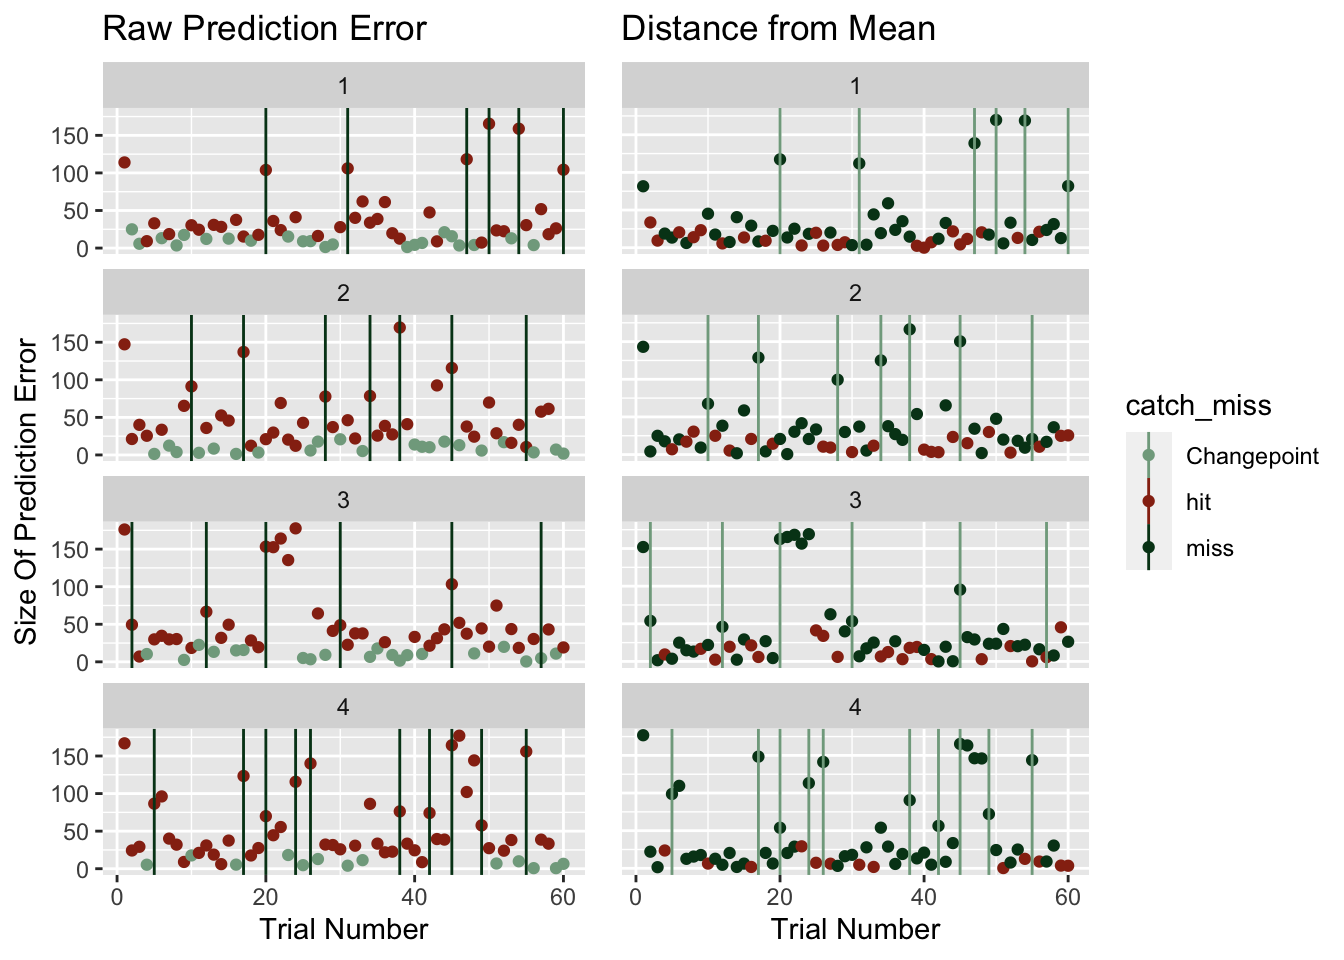 Raw Prediction Error
Distance from Mean
1
1
150
100
50
0
2
2
150
100
50
0
3
3
150
100
50
0
4
4
150
100
50
0
0 20 40 60
0 20 40 60
Trial Number
Trial Number
Size Of Prediction Error
catch_miss
Changepoint
hit
miss